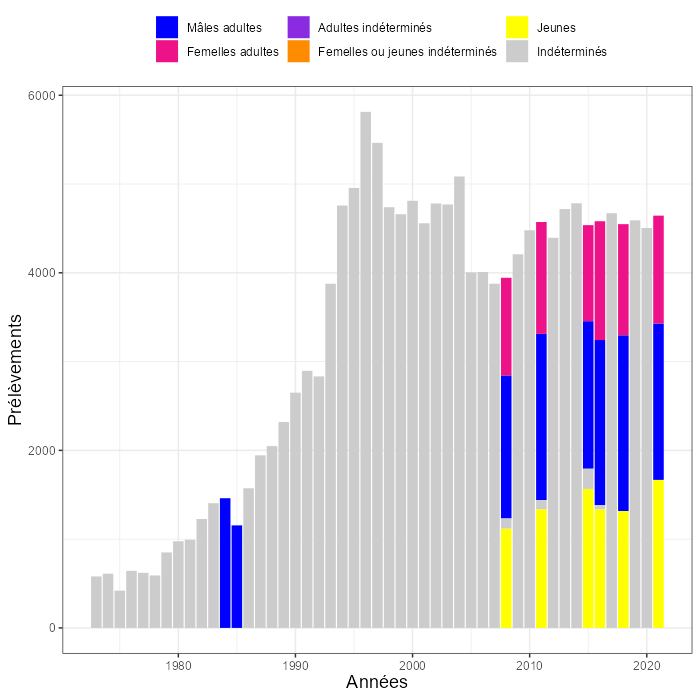 Mâles adultes
Adultes indéterminés
Jeunes
Femelles adultes
Femelles ou jeunes indéterminés
Indéterminés
6000
4000
2000
0
Prélèvements
1980
1990
2000
2010
2020
Années